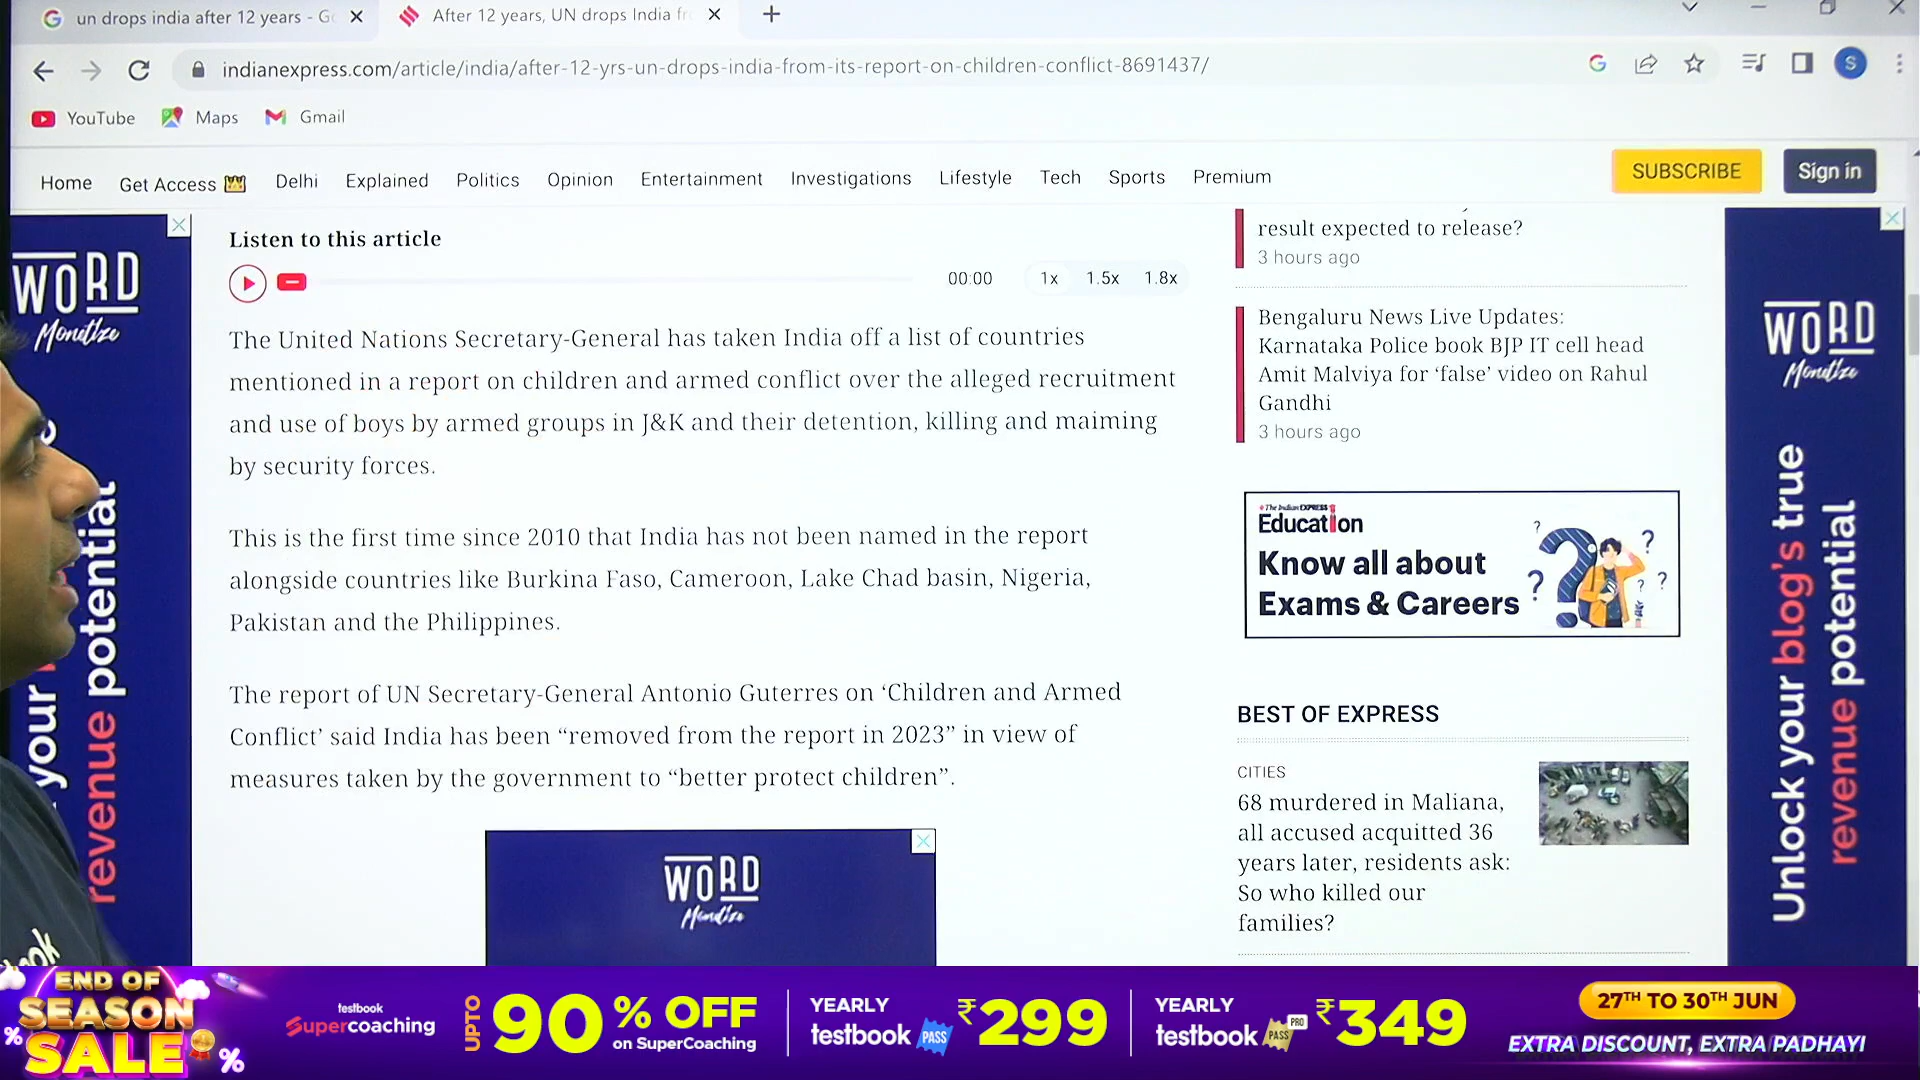 un drops india after 12 years - G
After 12 years, UN drops India fr
indianexpress.com/article/india/after-12-yrs-un-drops-india-from-its-report-on-children-conflict-8691437/
S
YouTube
Maps
Gmail
Home
Get Access
Delhi
Explained
Politics
Opinion
Entertainment
Investigations
Lifestyle
Tech
Sports
Premium
SUBSCRIBE
Sign in
WORD
Monetize
your
revenue potential
Listen to this article
00:00
1x
1.5x
1.8x
The United Nations Secretary-General has taken India off a list of countries
mentioned in a report on children and armed conflict over the alleged recruitment
and use of boys by armed groups in J&K and their detention, killing and maiming
by security forces.
This is the first time since 2010 that India has not been named in the report
alongside countries like Burkina Faso, Cameroon, Lake Chad basin, Nigeria,
Pakistan and the Philippines.
The report of UN Secretary-General Antonio Guterres on ‘Children and Armed
Conflict’ said India has been “removed from the report in 2023” in view of
measures taken by the government to “better protect children”.
WORD
Monetize
result expected to release?
3 hours ago
Bengaluru News Live Updates:
Karnataka Police book BJP IT cell head
Amit Malviya for ‘false’ video on Rahul
Gandhi
3 hours ago
The Indian EXPRESS
Education
Know all about
Exams & Careers
BEST OF EXPRESS
CITIES
68 murdered in Maliana,
all accused acquitted 36
years later, residents ask:
So who killed our
families?
WORD
Monetize
Unlock your blog's true
revenue potential
ook
END OF
SEASON
SALE
%
%
testbook
Supercoaching
UPTO
90% OFF
on SuperCoaching
YEARLY
testbook PASS
₹299
YEARLY
testbook PASS PRO
₹349
27TH TO 30TH JUN
EXTRA DISCOUNT, EXTRA PADHAYI